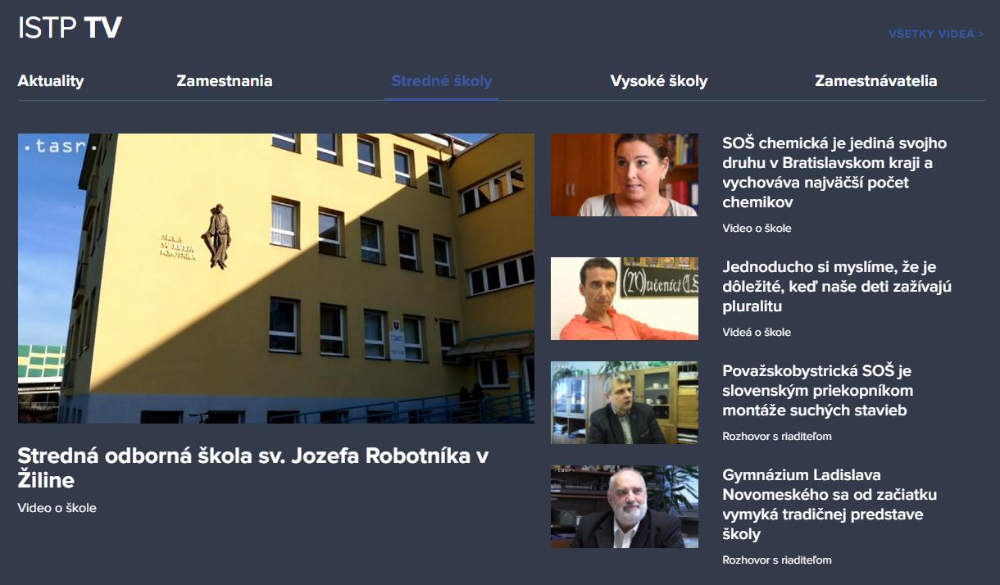 ISTP TV
VŠETKY VIDEÁ >
Aktuality
Zamestnania
Stredné školy
Vysoké školy
Zamestnávatelia
.tasr.
ŠKOLA
SV. JOZEFA
ROBOTNÍKA
Stredná odborná škola sv. Jozefa Robotníka v
Žiline
Video o škole
SOŠ chemická je jediná svojho
druhu v Bratislavskom kraji a
vychováva najväčší počet
chemikov
Video o škole
(Mučeníci
Jednoducho si myslíme, že je
dôležité, keď naše deti zažívajú
pluralitu
Videá o škole
Považskobystrická SOŠ je
slovenským priekopníkom
montáže suchých stavieb
Rozhovor s riaditeľom
.tasr.
Gymnázium Ladislava
Novomeského sa od začiatku
vymyká tradičnej predstave
školy
Rozhovor s riaditeľom